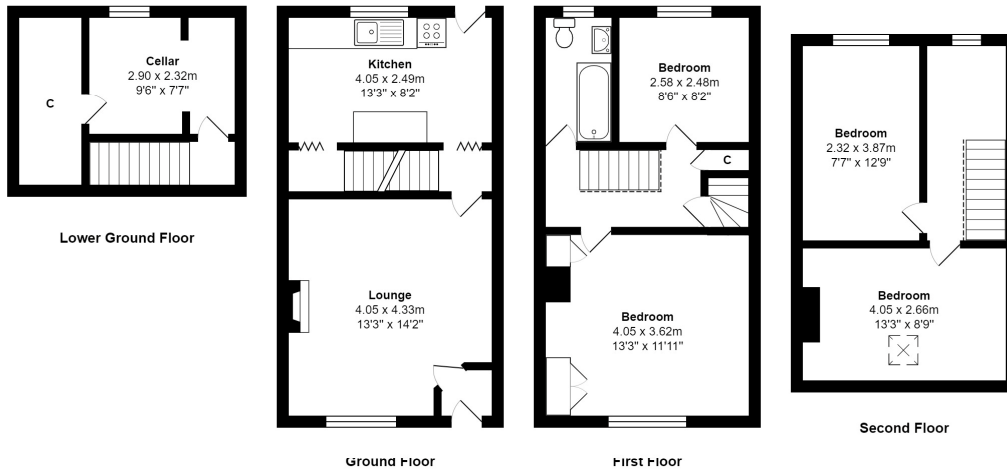 C
Cellar
2.90 x 2.32m
9'6" x 7'7"
Lower Ground Floor
Kitchen
4.05 x 2.49m
13'3" x 8'2"
Lounge
4.05 x 4.33m
13'3" x 14'2"
Ground Floor
Bedroom
2.58 x 2.48m
8'6" x 8'2"
C
Bedroom
4.05 x 3.62m
13'3" x 11'11"
First Floor
Bedroom
2.32 x 3.87m
7'7" x 12'9"
Bedroom
4.05 x 2.66m
13'3" x 8'9"
Second Floor